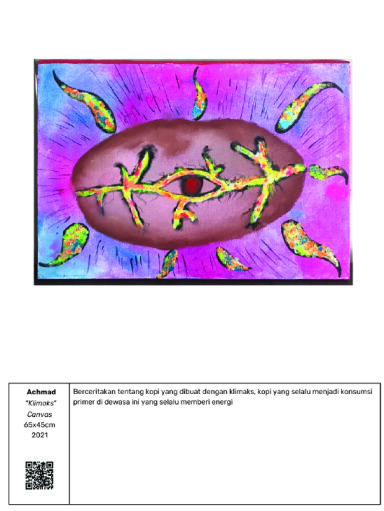 Achmad
"Klimaks"
Canvas
65x45cm
2021
Berceritakan tentang kopi yang dibuat dengan klimaks, kopi yang selalu menjadi konsumsi
primer di dewasa ini yang selalu memberi energi